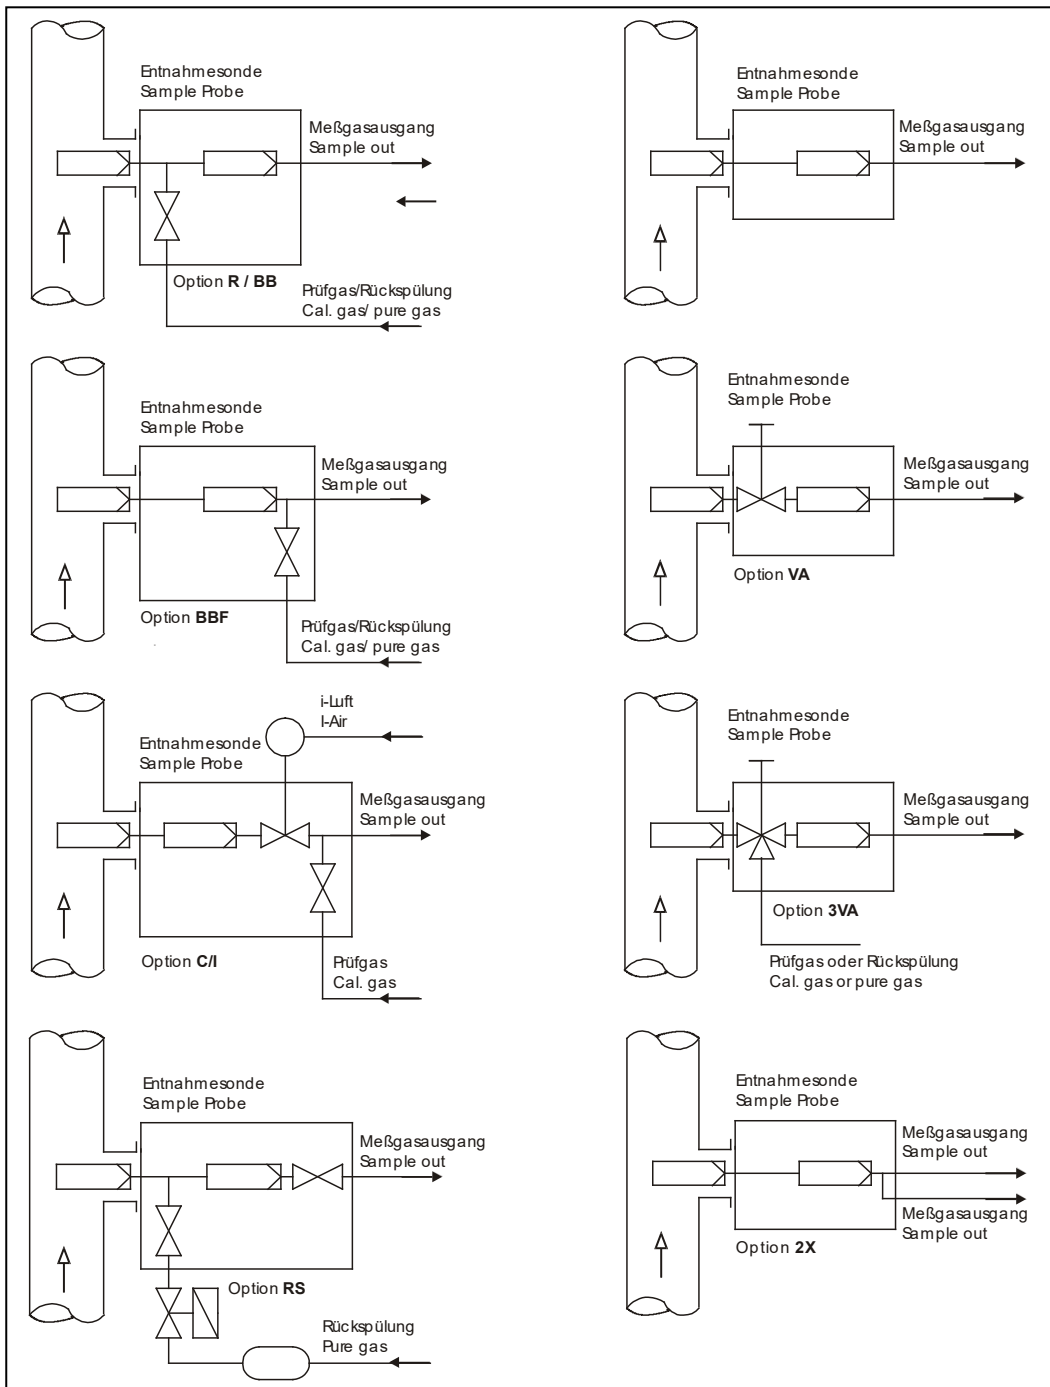 Entnahmesonde
Sample Probe
Meßgasausgang
Sample out
Option R / BB
Prüfgas/Rückspülung
Cal. gas/ pure gas
Entnahmesonde
Sample Probe
Meßgasausgang
Sample out
Entnahmesonde
Sample Probe
Meßgasausgang
Sample out
Option BBF
Prüfgas/Rückspülung
Cal. gas/ pure gas
Entnahmesonde
Sample Probe
Meßgasausgang
Sample out
Option VA
i-Luft
I-Air
Entnahmesonde
Sample Probe
Meßgasausgang
Sample out
Option C/I
Prüfgas
Cal. gas
Entnahmesonde
Sample Probe
Meßgasausgang
Sample out
Option 3VA
Prüfgas oder Rückspülung
Cal. gas or pure gas
Entnahmesonde
Sample Probe
Meßgasausgang
Sample out
Option RS
Rückspülung
Pure gas
Entnahmesonde
Sample Probe
Meßgasausgang
Sample out
Meßgasausgang
Sample out
Option 2X